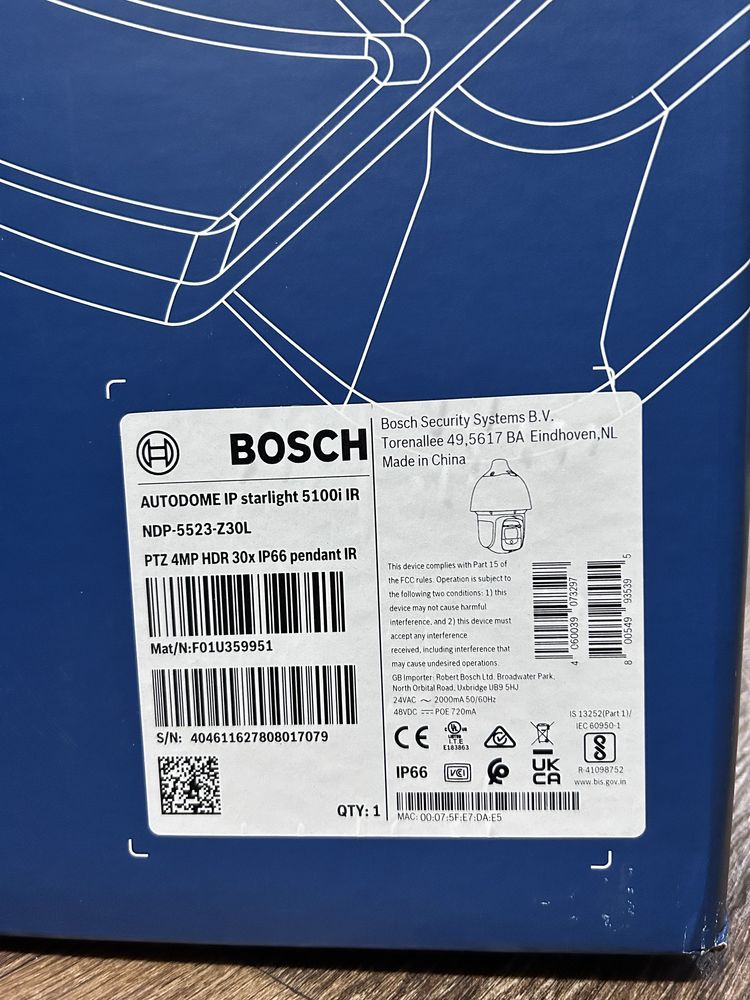 BOSCH
AUTODOME IP starlight 5100i IR
NDP-5523-Z30L
PTZ 4MP HDR 30x IP66 pendant IR
Mat/N:F01U359951
S/N: 404611627808017079
QTY: 1
Bosch Security Systems B.V.
Torenallee 49,5617 BA Eindhoven,NL
Made in China
This device complies with Part 15 of
the FCC rules. Operation is subject to
the following two conditions: 1) this
device may not cause harmful
interference, and 2) this device must
accept any interference
received, including interference that
may cause undesired operations.
4 060039 073297
8 00549 93539 5
GB Importer: Robert Bosch Ltd. Broadwater Park,
North Orbital Road, Uxbridge UB9 5HJ
24VAC ~ 2000mA 50/60Hz
48VDC ⎓ POE 720mA
IS 13252(Part 1)/
IEC 60950-1
CE
UL
LISTED
I.T.E.
E183863
R-41098752
www.bis.gov.in
IP66
VCI
UK
CA
MAC: 00:07:5F:E7:DA:E5